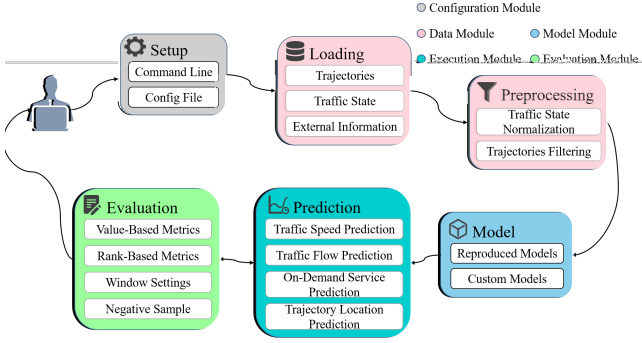 Configuration Module
Data Module
Model Module
Execution Module
Evaluation Module
Setup
Command Line
Config File
Loading
Trajectories
Traffic State
External Information
Preprocessing
Traffic State
Normalization
Trajectories Filtering
Evaluation
Value-Based Metrics
Rank-Based Metrics
Window Settings
Negative Sample
Prediction
Traffic Speed Prediction
Traffic Flow Prediction
On-Demand Service
Prediction
Trajectory Location
Prediction
Model
Reproduced Models
Custom Models